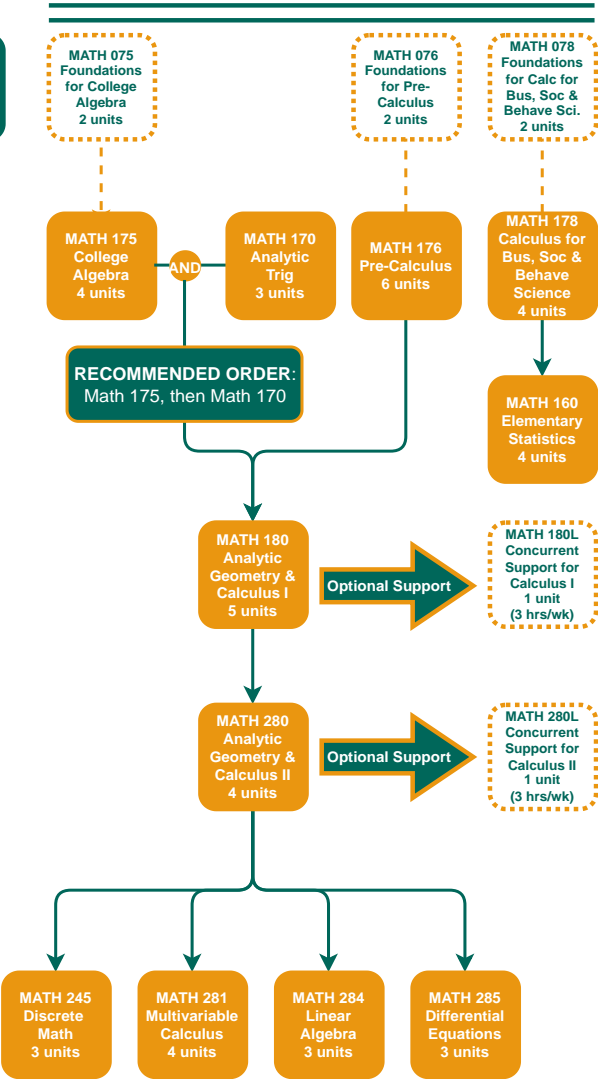 MATH 075
Foundations
for College
Algebra
2 units
MATH 076
Foundations
for Pre-
Calculus
2 units
MATH 078
Foundations
for Calc for
Bus, Soc &
Behave Sci.
2 units
MATH 175
College
Algebra
4 units
AND
MATH 170
Analytic
Trig
3 units
MATH 176
Pre-Calculus
6 units
MATH 178
Calculus for
Bus, Soc &
Behave
Science
4 units
RECOMMENDED ORDER:
Math 175, then Math 170
MATH 160
Elementary
Statistics
4 units
MATH 180
Analytic
Geometry &
Calculus I
5 units
Optional Support
MATH 180L
Concurrent
Support for
Calculus I
1 unit
(3 hrs/wk)
MATH 280
Analytic
Geometry &
Calculus II
4 units
Optional Support
MATH 280L
Concurrent
Support for
Calculus II
1 unit
(3 hrs/wk)
MATH 245
Discrete
Math
3 units
MATH 281
Multivariable
Calculus
4 units
MATH 284
Linear
Algebra
3 units
MATH 285
Differential
Equations
3 units